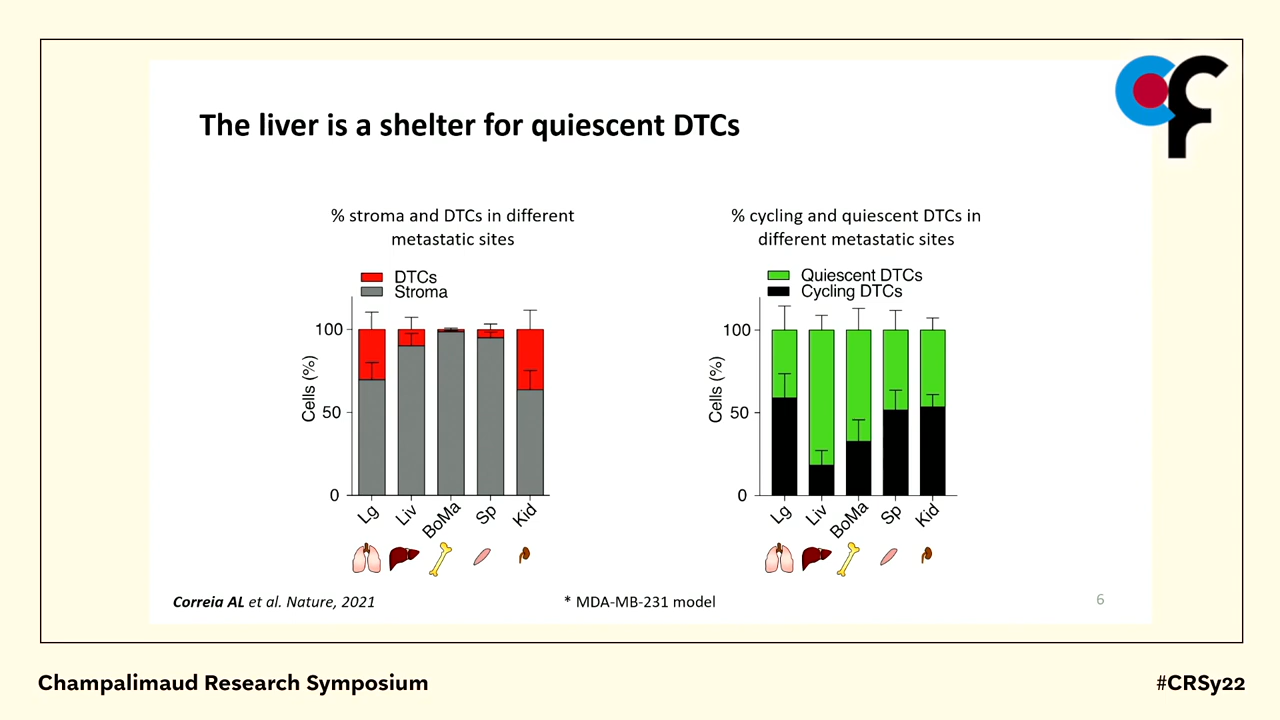 The liver is a shelter for quiescent DTCs
% stroma and DTCs in different
metastatic sites
DTCs
Stroma
Cells (%)
100
50
0
Lg
Liv
BoMa
Sp
Kid
% cycling and quiescent DTCs in
different metastatic sites
Quiescent DTCs
Cycling DTCs
Cells (%)
100
50
0
Lg
Liv
BoMa
Sp
Kid
Correia AL et al. Nature, 2021
* MDA-MB-231 model
6
cf
Champalimaud Research Symposium
#CRSy22